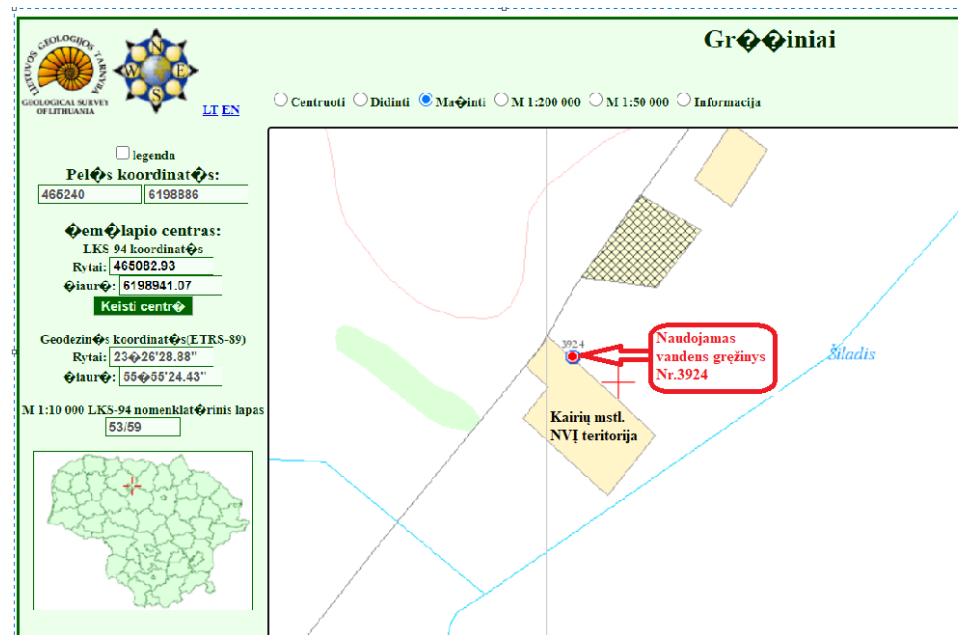 Gr��iniai
LIETUVOS GEOLOGIJOS TARNYBA
GEOLOGICAL SURVEY
OF LITHUANIA
N
W
E
S
LT EN
Centruoti Didinti Ma�inti M 1:200 000 M 1:50 000 Informacija
legenda
Pel�s koordinat�s:
465240 6198886
�em�lapio centras:
LKS-94 koordinat�s
Rytai: 465082.93
�iaur�: 6198941.07
Keisti centr�
Geodezin�s koordinat�s(ETRS-89)
Rytai: 23�26'28.88"
�iaur�: 55�55'24.43"
M 1:10 000 LKS-94 nomenklat�rinis lapas
53/59
3924
Naudojamas
vandens gręžinys
Nr.3924
Šiladis
Kairių mstl.
NVĮ teritorija